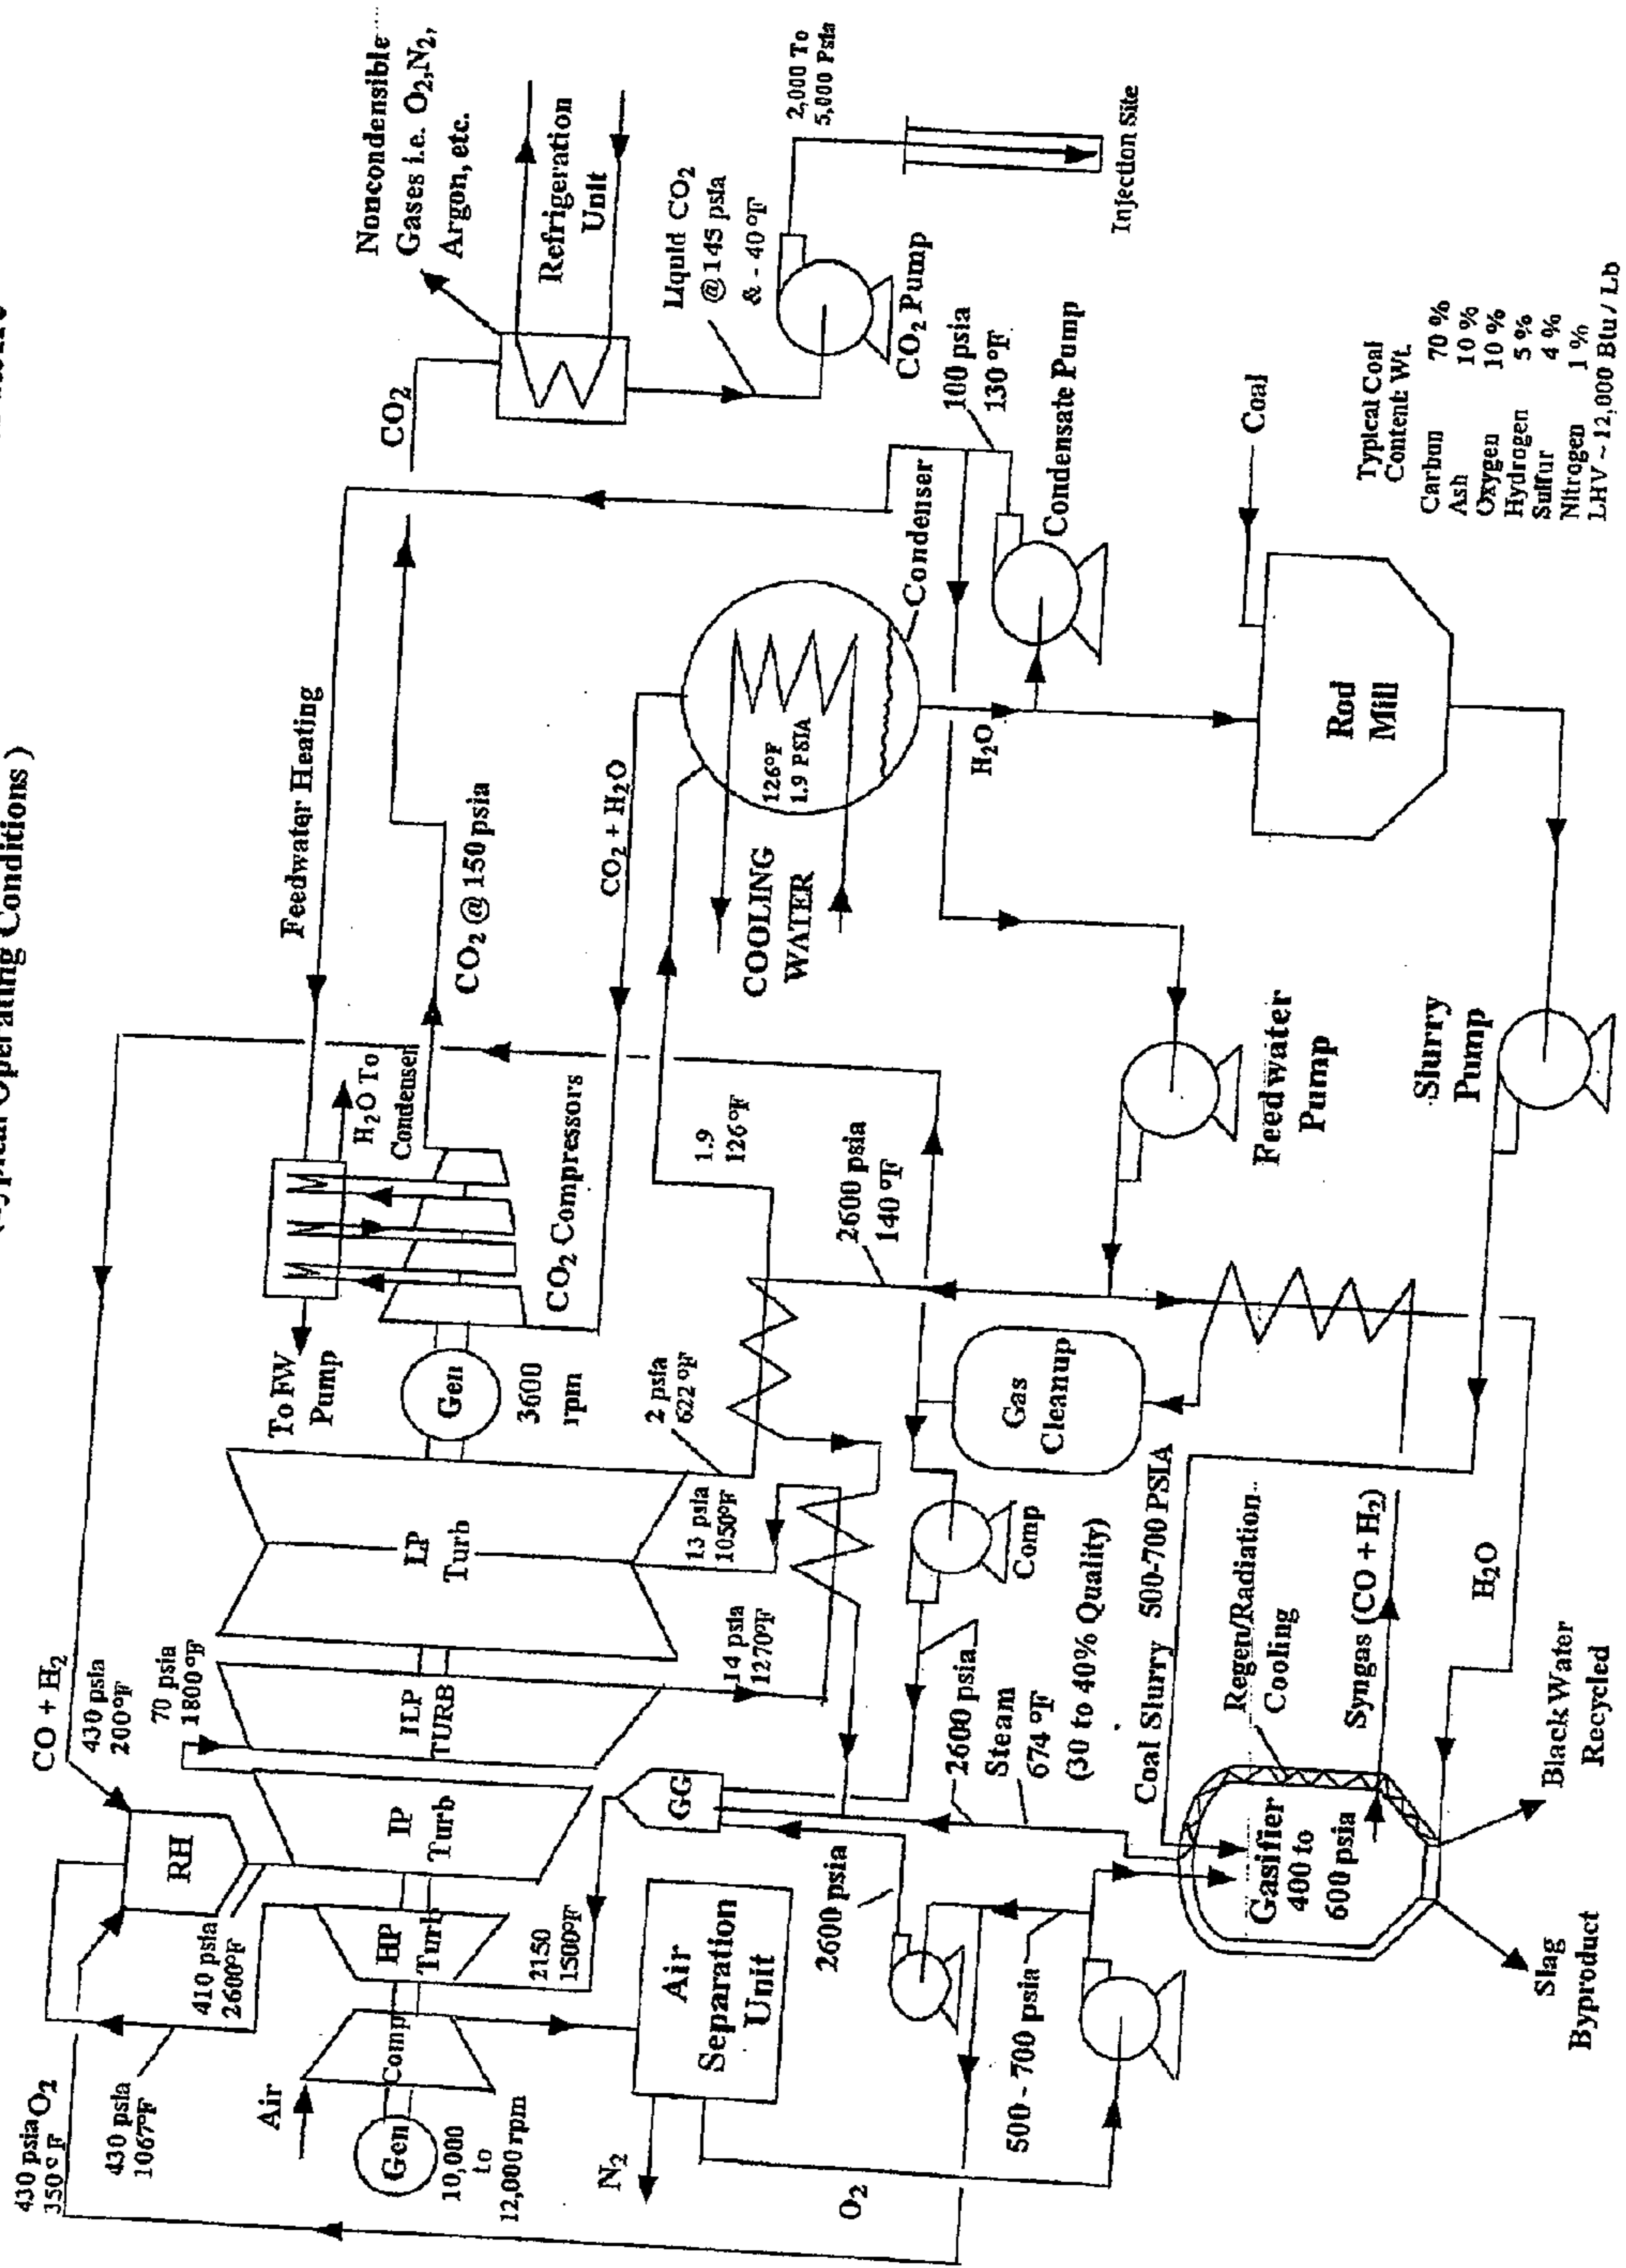 (Typical Operating Conditions )
CO + H2
430 psia
200°F
430 psia O2
350 ° F
430 psia
1067°F
RH
410 psia
2600°F
70 psia
1800°F
Air
Gen
10,000
to
12,000 rpm
Comp
HP
Turb
IP
Turb
ILP
TURB
LP
Turb
Gen
3600
rpm
To FW
Pump
H2O To
Condenser
CO2 Compressors
Feedwater Heating
CO2 @ 150 psia
CO2
Noncondensible
Gases i.e. O2,N2,
Argon, etc.
Refrigeration
Unit
Liquid CO2
@ 145 psia
& - 40 °F
CO2 Pump
2,000 To
5,000 Psia
Injection Site
2150
1500°F
14 psia
1270°F
13 psia
1050°F
2 psia
622 °F
1.9
126°F
CO2 + H2O
COOLING
WATER
126°F
1.9 PSIA
Condenser
100 psia
130 °F
Condensate Pump
H2O
N2
Air
Separation
Unit
O2
GG
2600 psia
500 - 700 psia
2600 psia
Steam
674 °F
(30 to 40% Quality)
Comp
Gas
Cleanup
2600 psia
140 °F
Feedwater
Pump
Rod
Mill
Coal
Slurry
Pump
Coal Slurry 500-700 PSIA
Regen/Radiation
Cooling
Syngas (CO + H2)
H2O
Gasifier
400 to
600 psia
Slag
Byproduct
Black Water
Recycled
Typical Coal
Content: Wt.
Carbon 70 %
Ash 10 %
Oxygen 10 %
Hydrogen 5 %
Sulfur 4 %
Nitrogen 1 %
LHV ~ 12,000 Btu / Lb